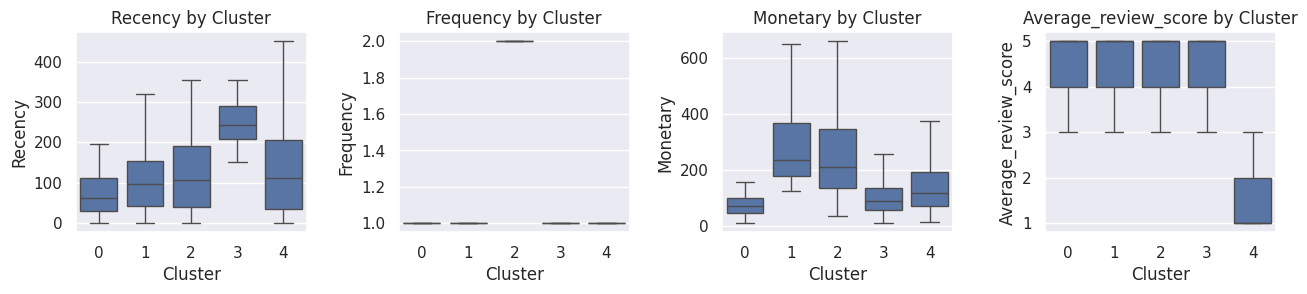 Recency by Cluster
Recency
400
300
200
100
0
0 1 2 3 4
Cluster
Frequency by Cluster
Frequency
2.0
1.8
1.6
1.4
1.2
1.0
0 1 2 3 4
Cluster
Monetary by Cluster
Monetary
600
400
200
0
0 1 2 3 4
Cluster
Average_review_score by Cluster
Average_review_score
5
4
3
2
1
0 1 2 3 4
Cluster